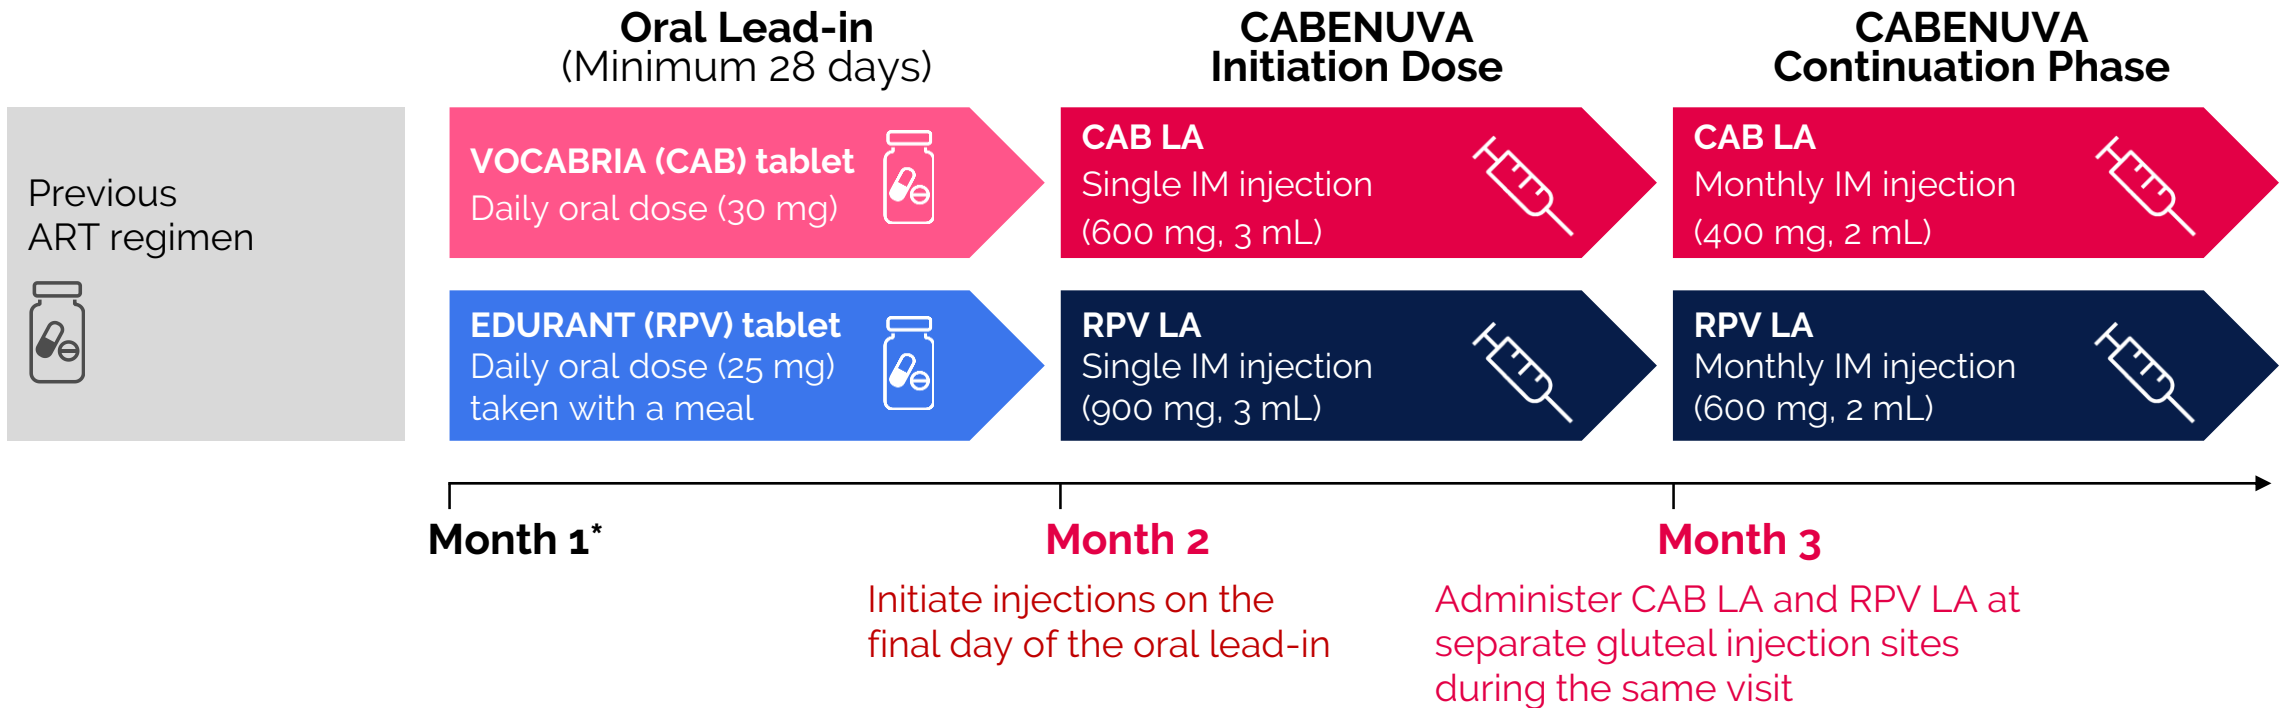 Oral Lead-in
(Minimum 28 days)
CABENUVA
Initiation Dose
CABENUVA
Continuation Phase
Previous
ART regimen
VOCABRIA (CAB) tablet
Daily oral dose (30 mg)
CAB LA
Single IM injection
(600 mg, 3 mL)
CAB LA
Monthly IM injection
(400 mg, 2 mL)
EDURANT (RPV) tablet
Daily oral dose (25 mg)
taken with a meal
RPV LA
Single IM injection
(900 mg, 3 mL)
RPV LA
Monthly IM injection
(600 mg, 2 mL)
Month 1*
Month 2
Month 3
Initiate injections on the
final day of the oral lead-in
Administer CAB LA and RPV LA at
separate gluteal injection sites
during the same visit